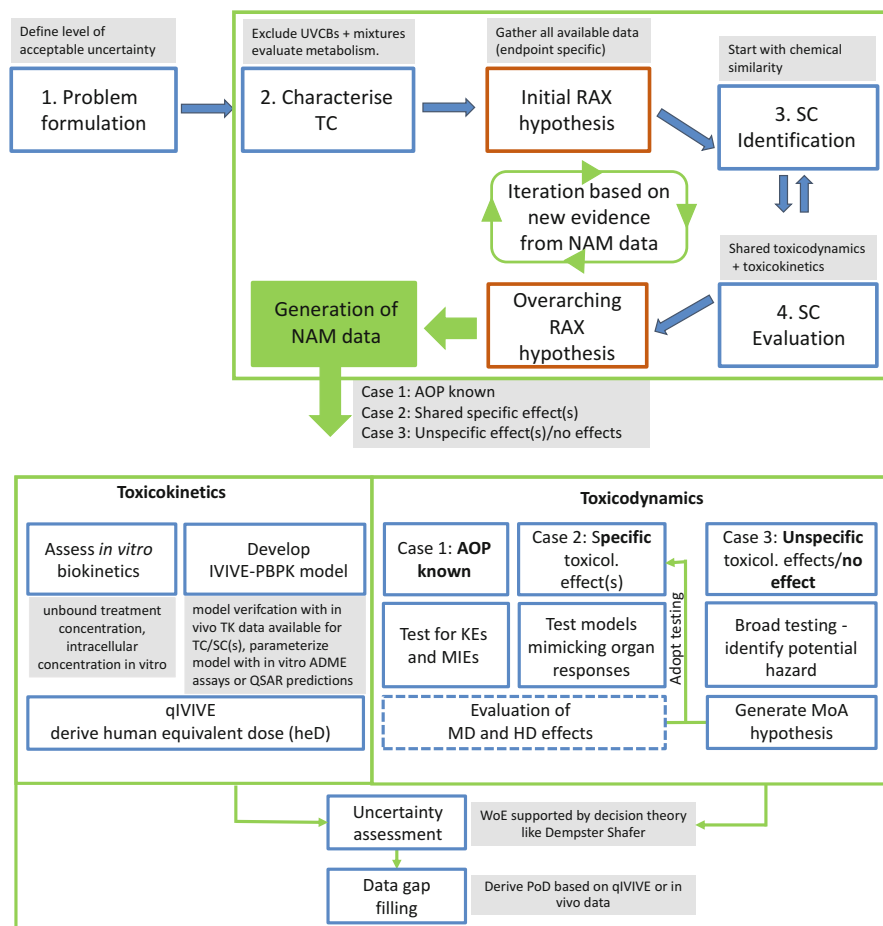 Define level of
acceptable uncertainty
1. Problem
formulation
Exclude UVCBs + mixtures
evaluate metabolism.
2. Characterise
TC
Gather all available data
(endpoint specific)
Initial RAX
hypothesis
Start with chemical
similarity
3. SC
Identification
Iteration based on
new evidence
from NAM data
Shared toxicodynamics
+ toxicokinetics
4. SC
Evaluation
Overarching
RAX
hypothesis
Generation of
NAM data
Case 1: AOP known
Case 2: Shared specific effect(s)
Case 3: Unspecific effect(s)/no effects
Toxicokinetics
Assess in vitro
biokinetics
Develop
IVIVE-PBPK model
unbound treatment
concentration,
intracellular
concentration in vitro
model verifcation with in
vivo TK data available for
TC/SC(s), parameterize
model with in vitro ADME
assays or QSAR predictions
qIVIVE
derive human equivalent dose (heD)
Toxicodynamics
Case 1: AOP
known
Case 2: Specific
toxicol.
effect(s)
Case 3: Unspecific
toxicol. effects/no
effect
Test for KEs
and MIEs
Test models
mimicking organ
responses
Adopt testing
Broad testing -
identify potential
hazard
Evaluation of
MD and HD effects
Generate MoA
hypothesis
Uncertainty
assessment
WoE supported by decision theory
like Dempster Shafer
Data gap
filling
Derive PoD based on qIVIVE or in
vivo data